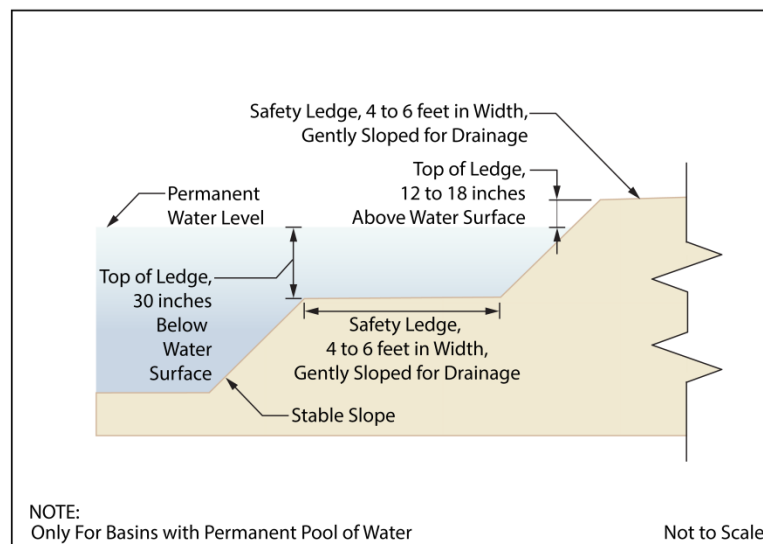 Safety Ledge, 4 to 6 feet in Width,
Gently Sloped for Drainage
Top of Ledge,
12 to 18 inches
Above Water Surface
Permanent
Water Level
Top of Ledge,
30 inches
Below
Water
Surface
Safety Ledge,
4 to 6 feet in Width,
Gently Sloped for Drainage
Stable Slope
NOTE:
Only For Basins with Permanent Pool of Water
Not to Scale